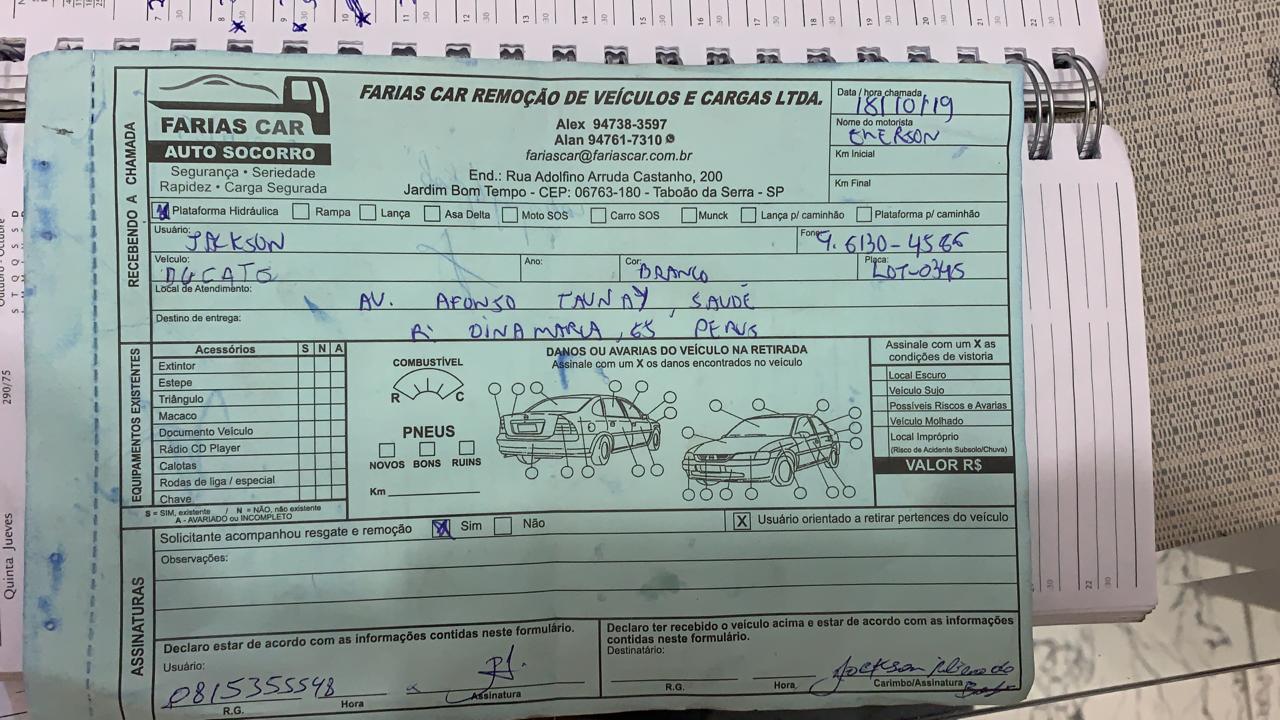 FARIAS CAR
AUTO SOCORRO
Segurança • Seriedade
Rapidez • Carga Segurada
FARIAS CAR REMOÇÃO DE VEÍCULOS E CARGAS LTDA.
Alex 94738-3597
Alan 94761-7310
fariascar@fariascar.com.br
End.: Rua Adolfino Arruda Castanho, 200
Jardim Bom Tempo - CEP: 06763-180 - Taboão da Serra - SP
Data / hora chamada
18/10/19
Nome do motorista
EMERSON
Km Inicial
Km Final
RECEBENDO A CHAMADA
X Plataforma Hidráulica Rampa Lança Asa Delta Moto SOS Carro SOS Munck Lança p/ caminhão Plataforma p/ caminhão
Usuário: JACKSON Fone: 9.6130-4566
Veículo: DUCATO Ano: Cor: BRANCO Placa: LOT-0345
Local de Atendimento: AV. AFONSO TAUNAY, SAUDE
Destino de entrega: R: DINAMARCA, 65 PERUS
EQUIPAMENTOS EXISTENTES
Acessórios S N A
Extintor
Estepe
Triângulo
Macaco
Documento Veículo
Rádio CD Player
Calotas
Rodas de liga / especial
Chave
S = SIM, existente / N = NÃO, não existente
A - AVARIADO ou INCOMPLETO
COMBUSTÍVEL
R C
PNEUS
NOVOS BONS RUINS
Km
DANOS OU AVARIAS DO VEÍCULO NA RETIRADA
Assinale com um X os danos encontrados no veículo
Assinale com um X as
condições de vistoria
Local Escuro
Veículo Sujo
Possíveis Riscos e Avarias
Veículo Molhado
Local Impróprio
(Risco de Acidente Subsolo/Chuva)
VALOR R$
Solicitante acompanhou resgate e remoção X Sim Não X Usuário orientado a retirar pertences do veículo
Observações:
ASSINATURAS
Declaro estar de acordo com as informações contidas neste formulário.
Usuário:
0815355548
R.G. Hora Assinatura
Declaro ter recebido o veículo acima e estar de acordo com as informações
contidas neste formulário.
Destinatário:
Jackson
R.G. Hora, Carimbo/Assinatura
Quinta Jueves
290/75